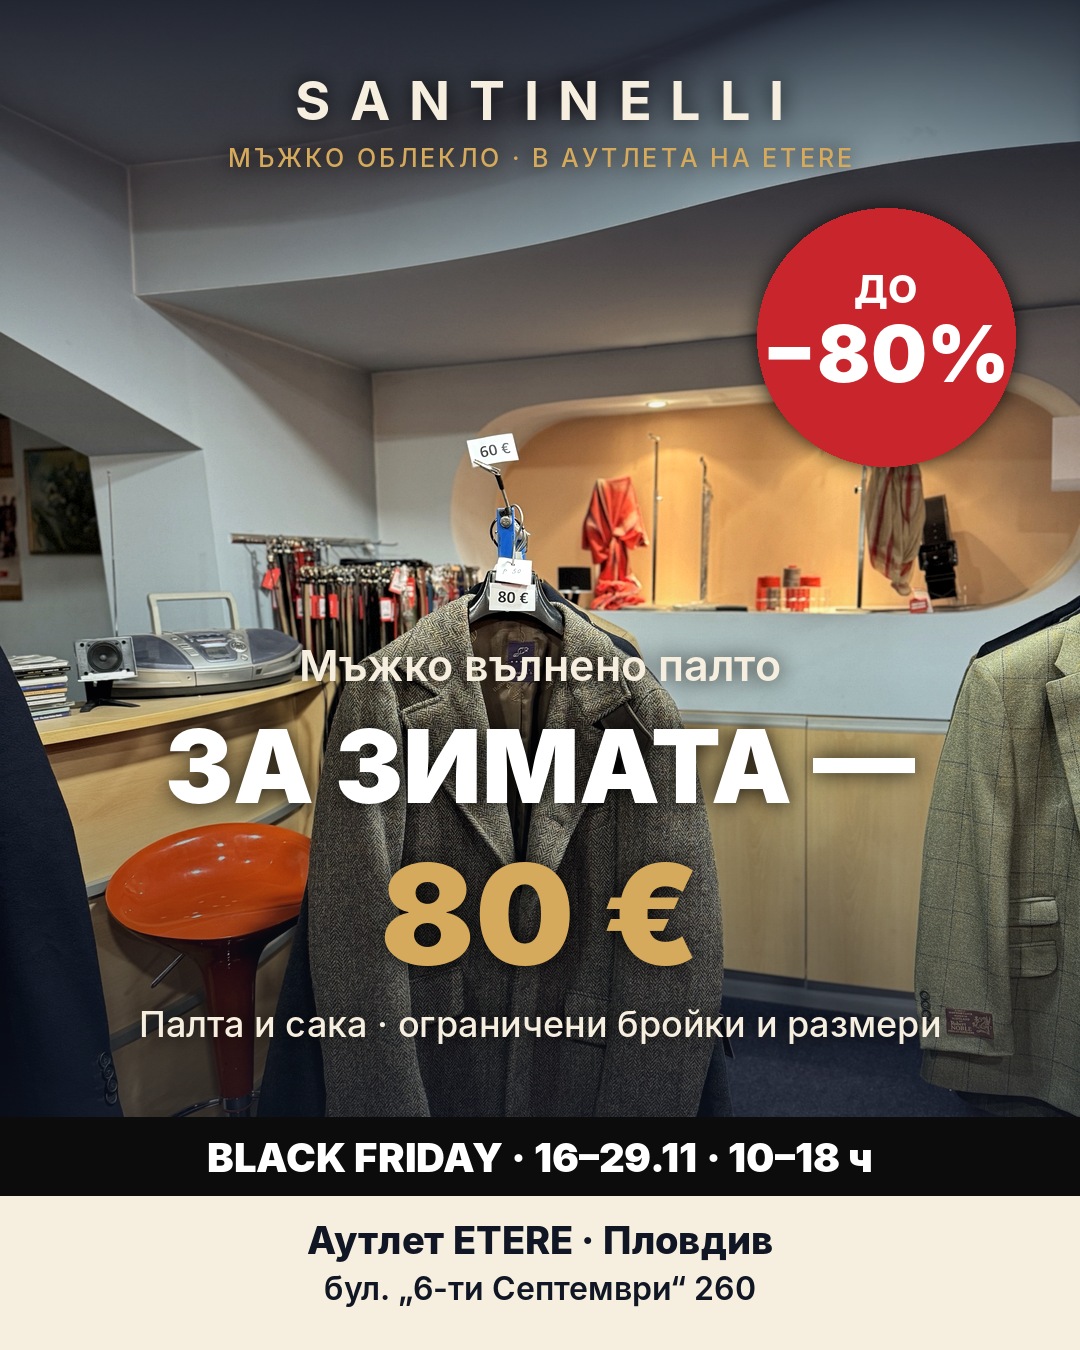 SANTINELLI
МЪЖКО ОБЛЕКЛО · В АУТЛЕТА НА ETERE
ДО
−80%
60 €
80 €
Мъжко вълнено палто
ЗА ЗИМАТА —
80 €
Палта и сака · ограничени бройки и размери
BLACK FRIDAY · 16–29.11 · 10–18 ч
Аутлет ETERE · Пловдив
бул. „6-ти Септември“ 260